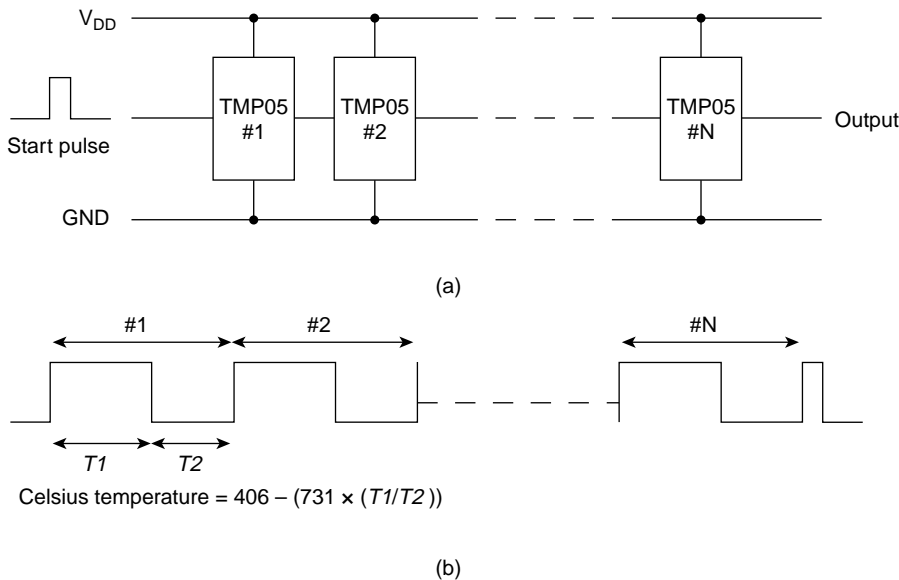 V_DD
TMP05 #1
TMP05 #2
TMP05 #N
Output
Start pulse
GND
(a)
#1
#2
#N
T1
T2
Celsius temperature = 406 – (731 × (T1/T2))
(b)